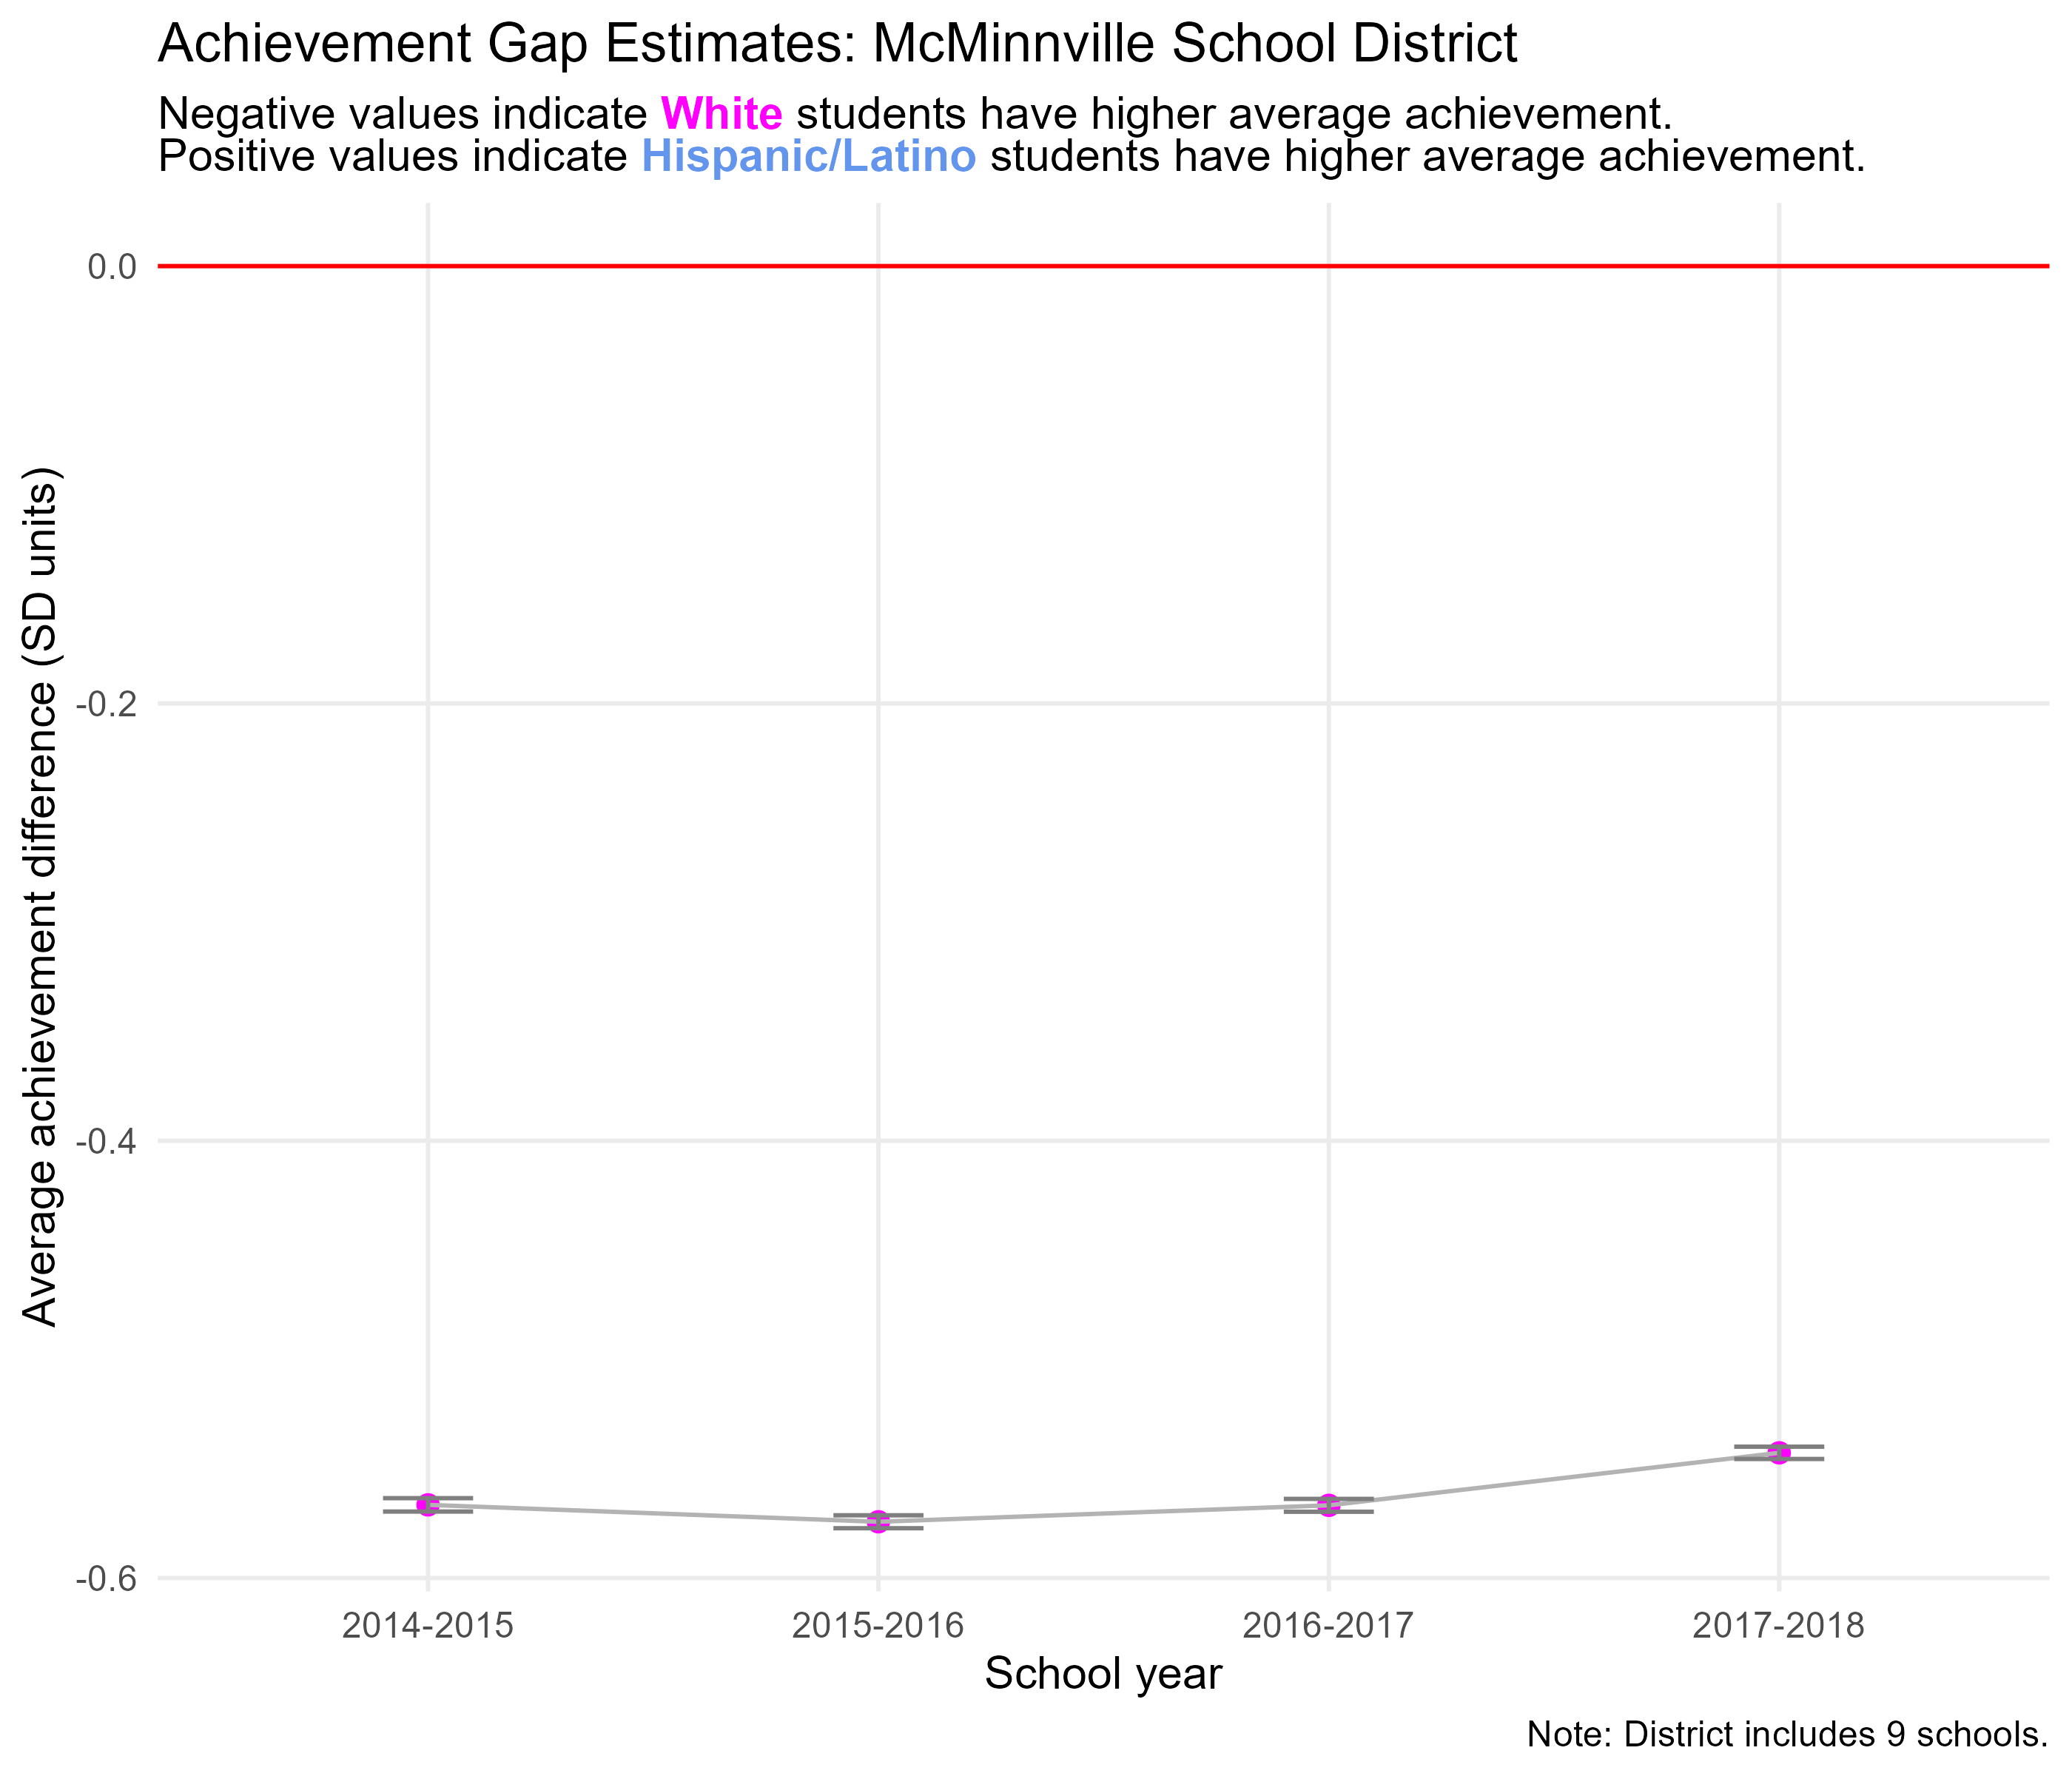 Achievement Gap Estimates: McMinnville School District
Negative values indicate White students have higher average achievement.
Positive values indicate Hispanic/Latino students have higher average achievement.
Average achievement difference (SD units)
0.0
-0.2
-0.4
-0.6
2014-2015
2015-2016
2016-2017
2017-2018
School year
Note: District includes 9 schools.